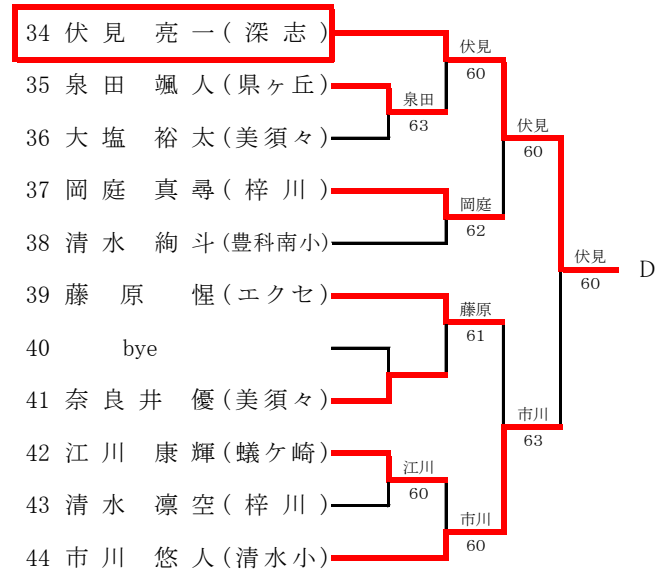 34 伏見 亮一(深志)
35 泉田 颯人(県ヶ丘)
36 大塩 裕太(美須々)
37 岡庭 真尋(梓川)
38 清水 絢斗(豊科南小)
39 藤原 惺(エクセ)
40 bye
41 奈良井 優(美須々)
42 江川 康輝(蟻ケ崎)
43 清水 凛空(梓川)
44 市川 悠人(清水小)
泉田
63
江川
60
伏見
60
岡庭
62
藤原
61
市川
60
伏見
60
市川
63
伏見
60
D